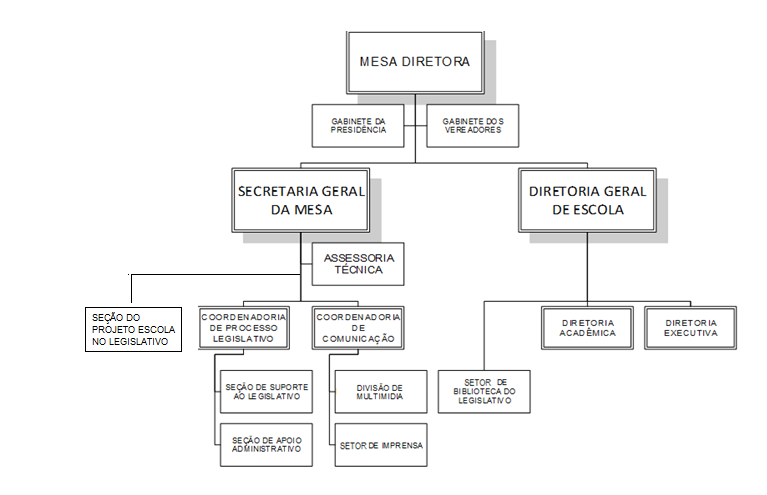 MESA DIRETORA
GABINETE DA
PRESIDÊNCIA
GABINETE DOS
VEREADORES
SECRETARIA GERAL
DA MESA
DIRETORIA GERAL
DE ESCOLA
ASSESSORIA
TÉCNICA
SEÇÃO DO
PROJETO ESCOLA
NO LEGISLATIVO
COORDENADORIA
DE PROCESSO
LEGISLATIVO
COORDENADORIA
DE
COMUNICAÇÃO
DIRETORIA
ACADÊMICA
DIRETORIA
EXECUTIVA
SEÇÃO DE SUPORTE
AO LEGISLATIVO
DIVISÃO DE
MULTIMIDIA
SETOR DE
BIBLIOTECA DO
LEGISLATIVO
SEÇÃO DE APOIO
ADMINISTRATIVO
SETOR DE IMPRENSA